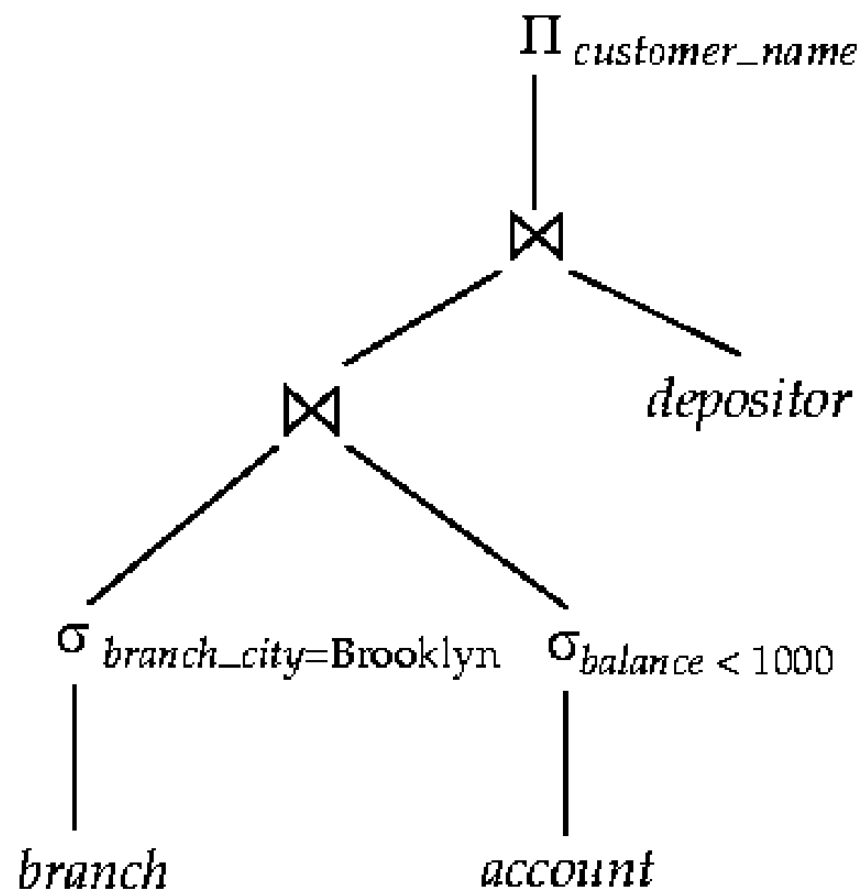 Π customer_name
⋈
depositor
⋈
σ branch_city=Brooklyn σ balance < 1000
branch account